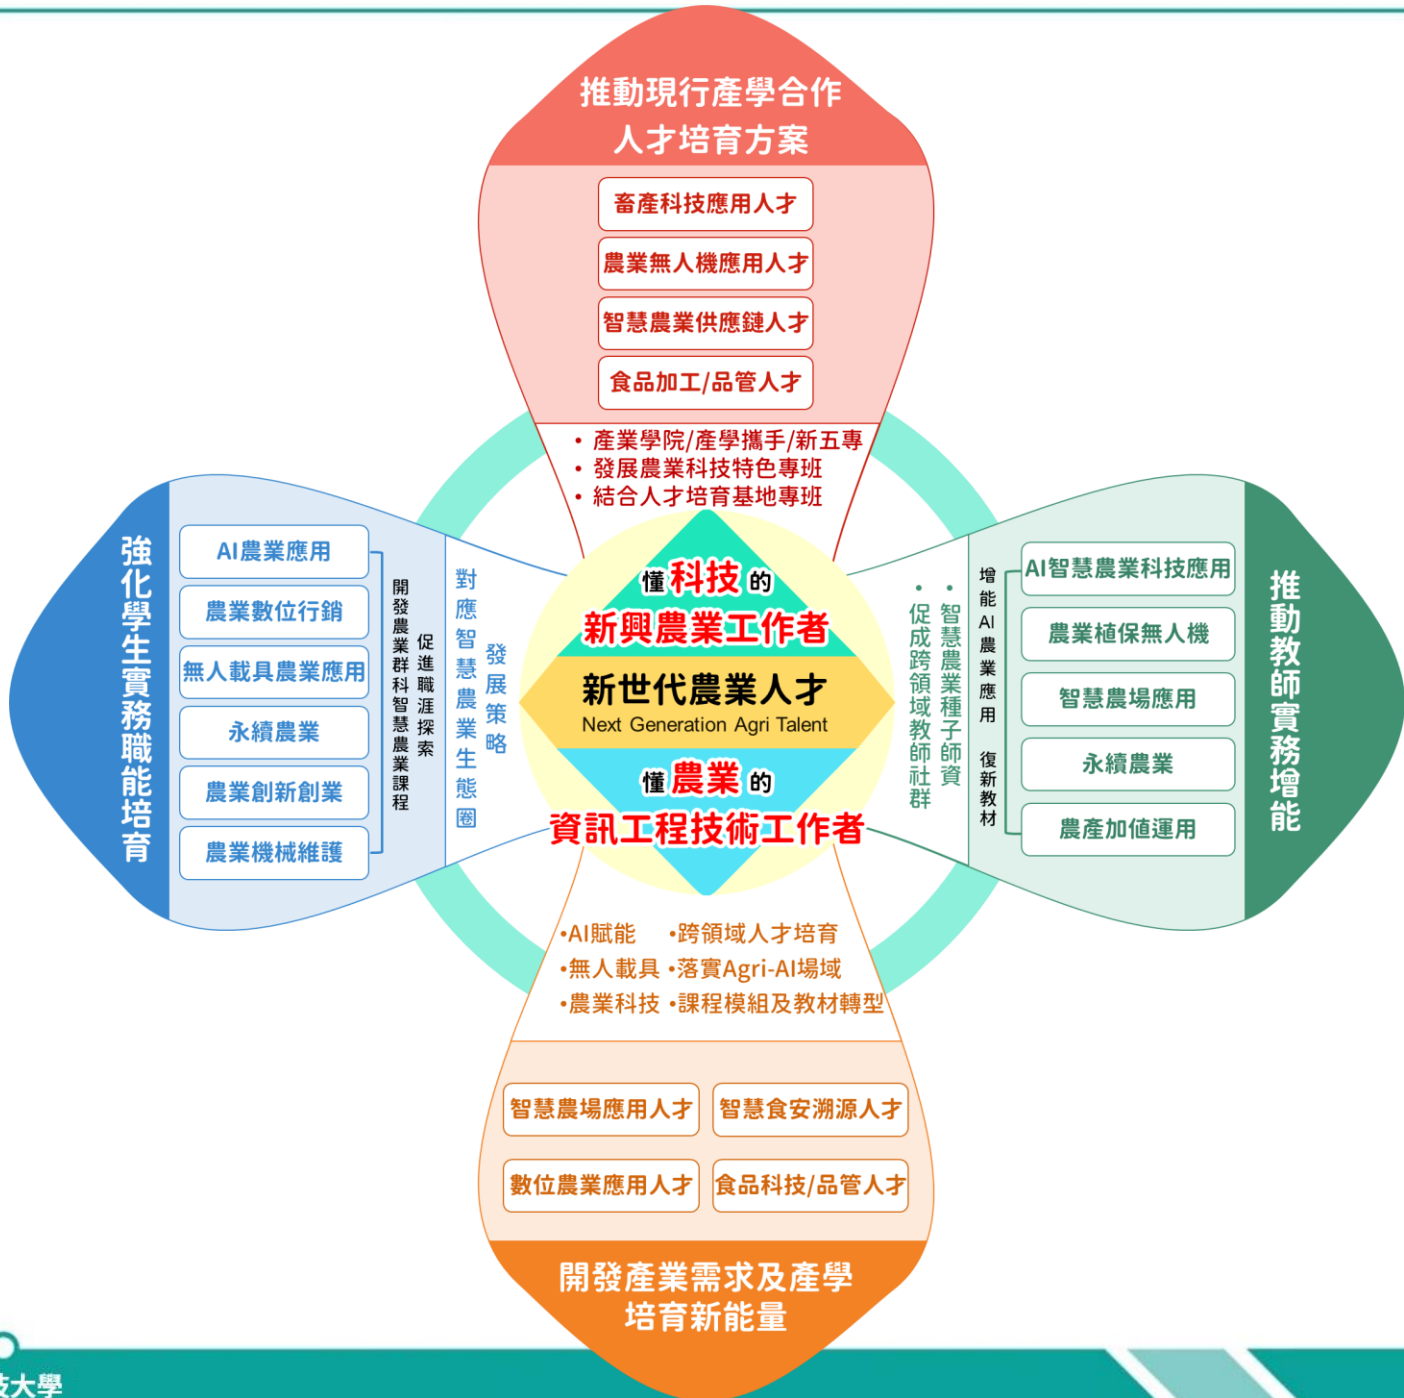 推動現行產學合作
人才培育方案
畜產科技應用人才
農業無人機應用人才
智慧農業供應鏈人才
食品加工/品管人才
• 產業學院/產學攜手/新五專
• 發展農業科技特色專班
• 結合人才培育基地專班
強化學生實務職能培育
AI農業應用
農業數位行銷
無人載具農業應用
永續農業
農業創新創業
農業機械維護
開發農業群科智慧農業課程
促進職涯探索
對應智慧農業生態圈
發展策略
懂科技的
新興農業工作者
新世代農業人才
Next Generation Agri Talent
懂農業的
資訊工程技術工作者
• 智慧農業種子師資
• 促成跨領域教師社群
增能AI農業應用 復新教材
AI智慧農業科技應用
農業植保無人機
智慧農場應用
永續農業
農產加值運用
推動教師實務增能
•AI賦能 •跨領域人才培育
•無人載具 •落實Agri-AI場域
•農業科技 •課程模組及教材轉型
智慧農場應用人才 智慧食安溯源人才
數位農業應用人才 食品科技/品管人才
開發產業需求及產學
培育新能量
技大學